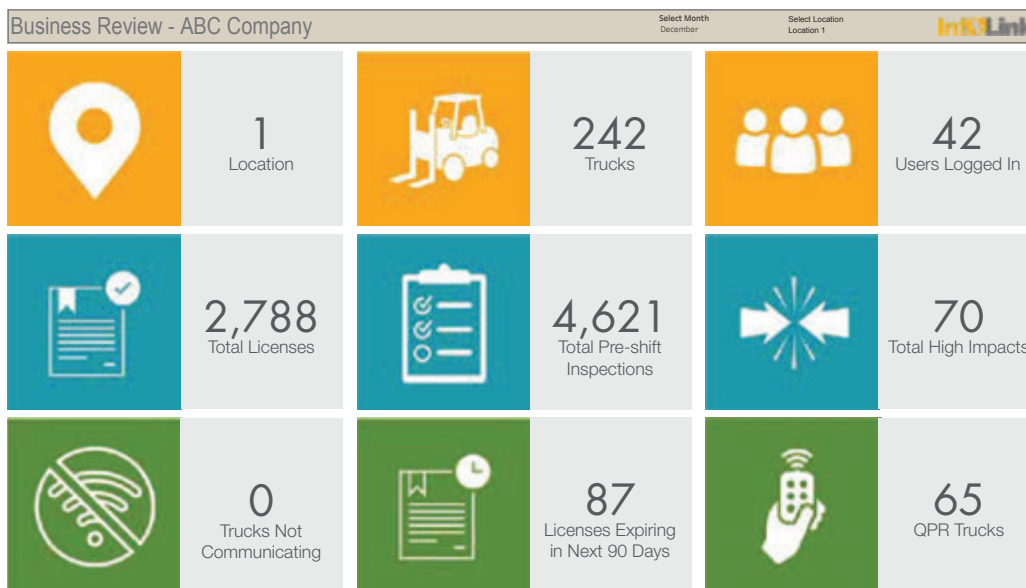 Business Review - ABC Company
Select Month
December
Select Location
Location 1
InfoLink
1
Location
242
Trucks
42
Users Logged In
2,788
Total Licenses
4,621
Total Pre-shift
Inspections
70
Total High Impacts
0
Trucks Not
Communicating
87
Licenses Expiring
in Next 90 Days
65
QPR Trucks